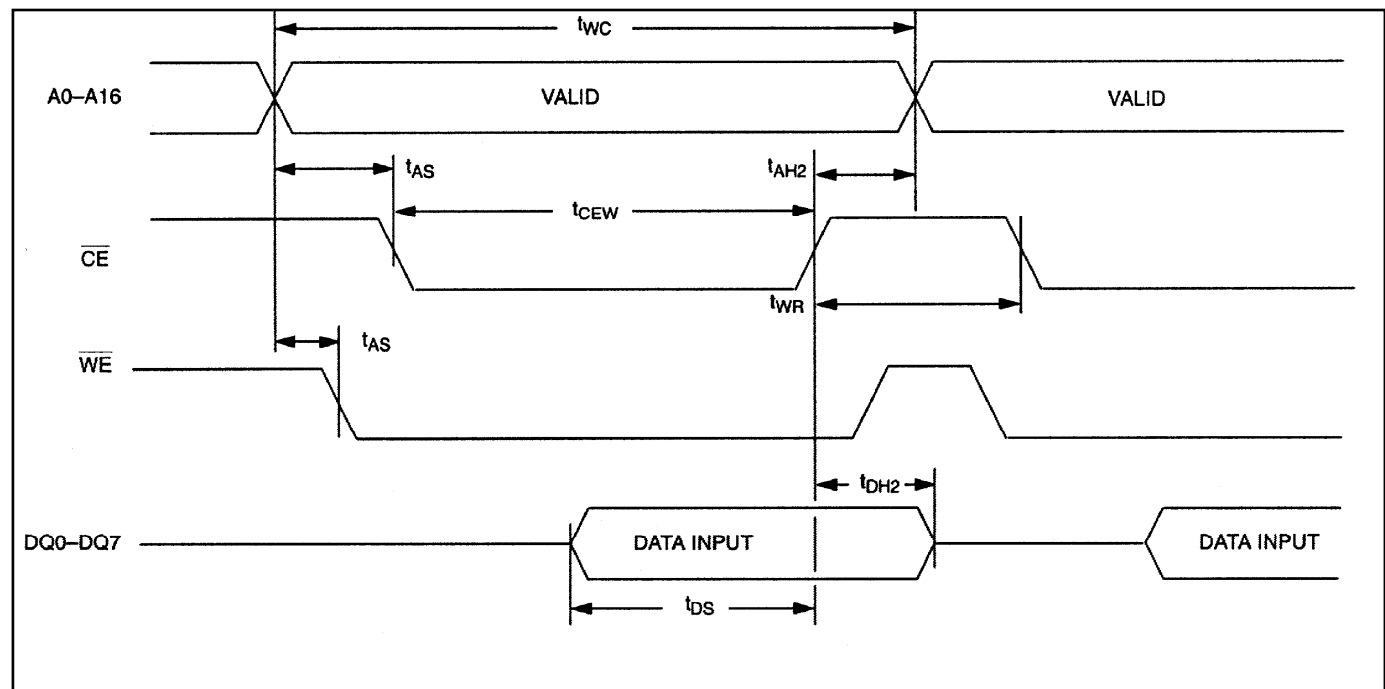 tWC
A0–A16 VALID VALID
tAS tAH2
tCEW
CE
tWR
tAS
WE
tDH2
DQ0–DQ7 DATA INPUT DATA INPUT
tDS